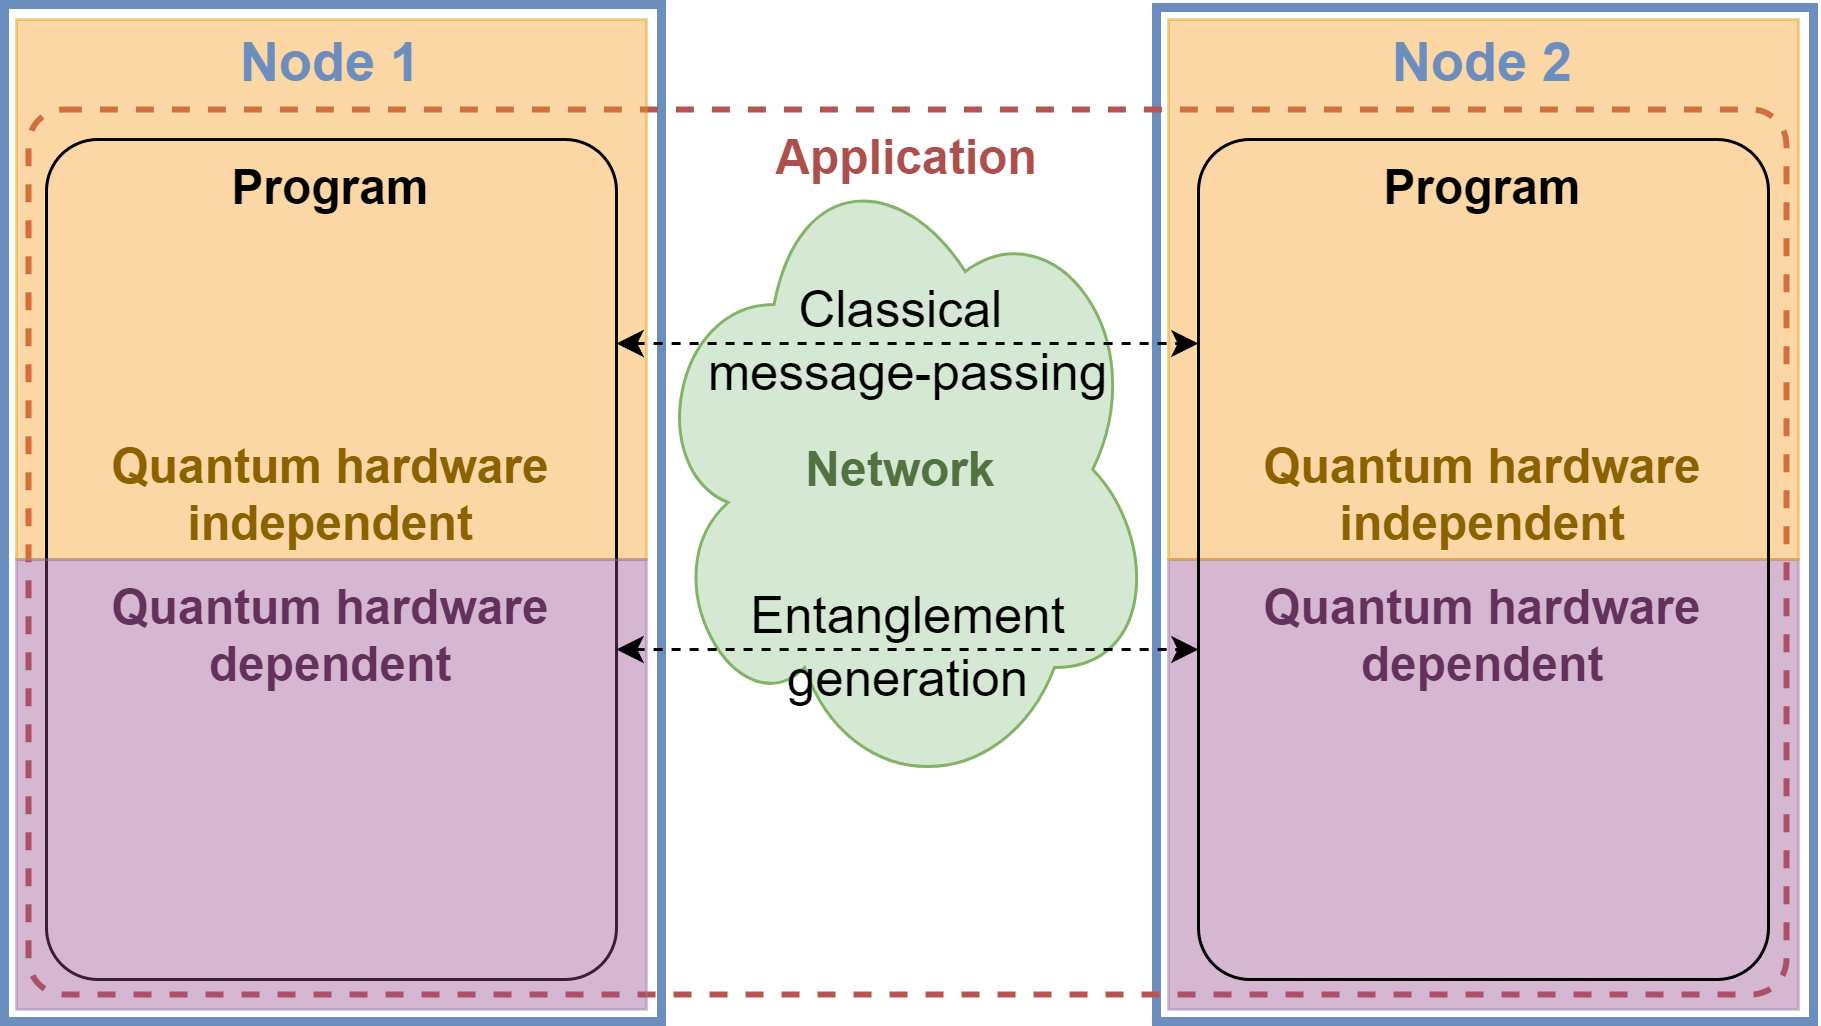 Node 1
Program
Quantum hardware
independent
Quantum hardware
dependent
Application
Classical
message-passing
Network
Entanglement
generation
Node 2
Program
Quantum hardware
independent
Quantum hardware
dependent